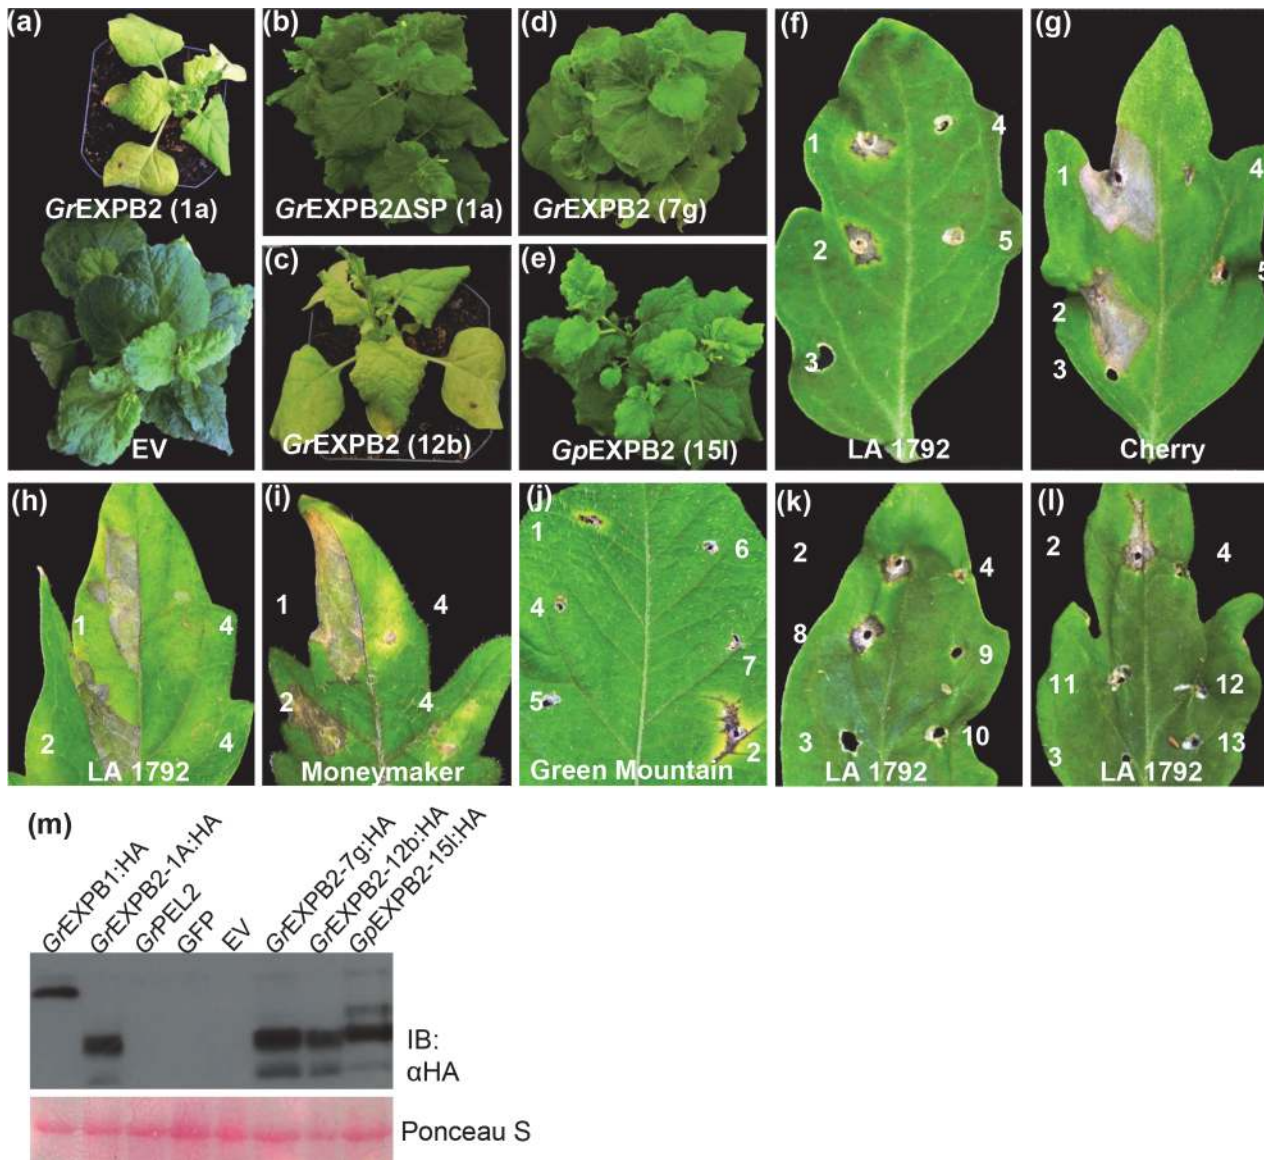 (a)
GrEXPB2 (1a)
EV
(b)
GrEXPB2ΔSP (1a)
(c)
GrEXPB2 (12b)
(d)
GrEXPB2 (7g)
(e)
GpEXPB2 (15l)
(f)
1
4
2
5
3
LA 1792
(g)
1
4
5
2
3
Cherry
(h)
1
4
2
4
LA 1792
(i)
1
4
2
4
Moneymaker
(j)
1
6
4
7
5
2
Green Mountain
(k)
2
4
8
9
3
10
LA 1792
(l)
2
4
11
12
3
13
LA 1792
(m)
GrEXPB1:HA
GrEXPB2-1A:HA
GrPEL2
GFP
EV
GrEXPB2-7g:HA
GrEXPB2-12b:HA
GpEXPB2-15l:HA
IB:
αHA
Ponceau S